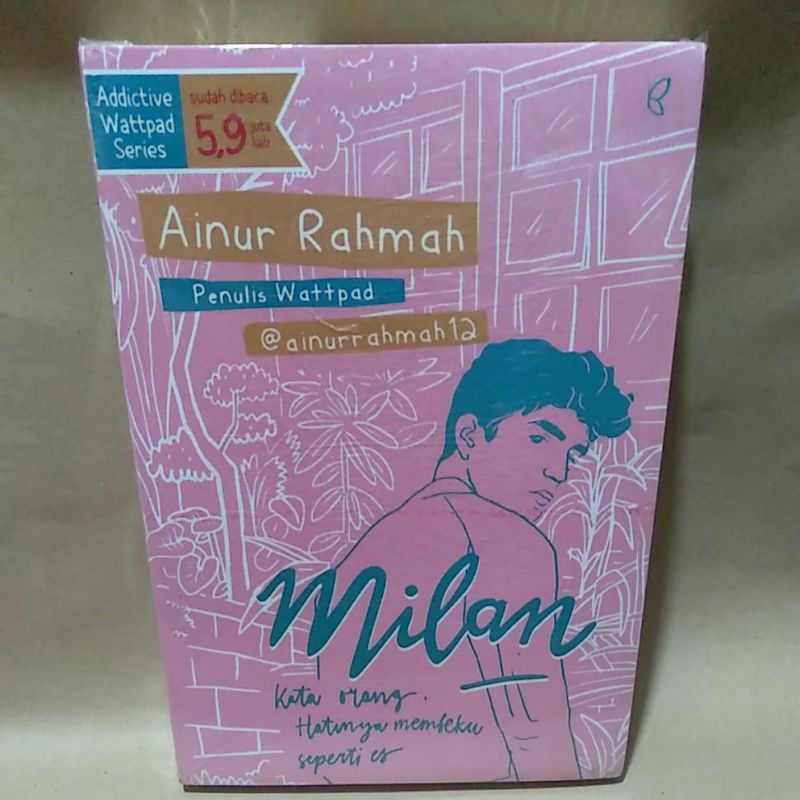 Addictive
Wattpad
Series
sudah dibaca
5,9 juta
kali
Ainur Rahmah
Penulis Wattpad
@ainurrahmah12
Milan
Kata orang,
Hatinya membeku
seperti es